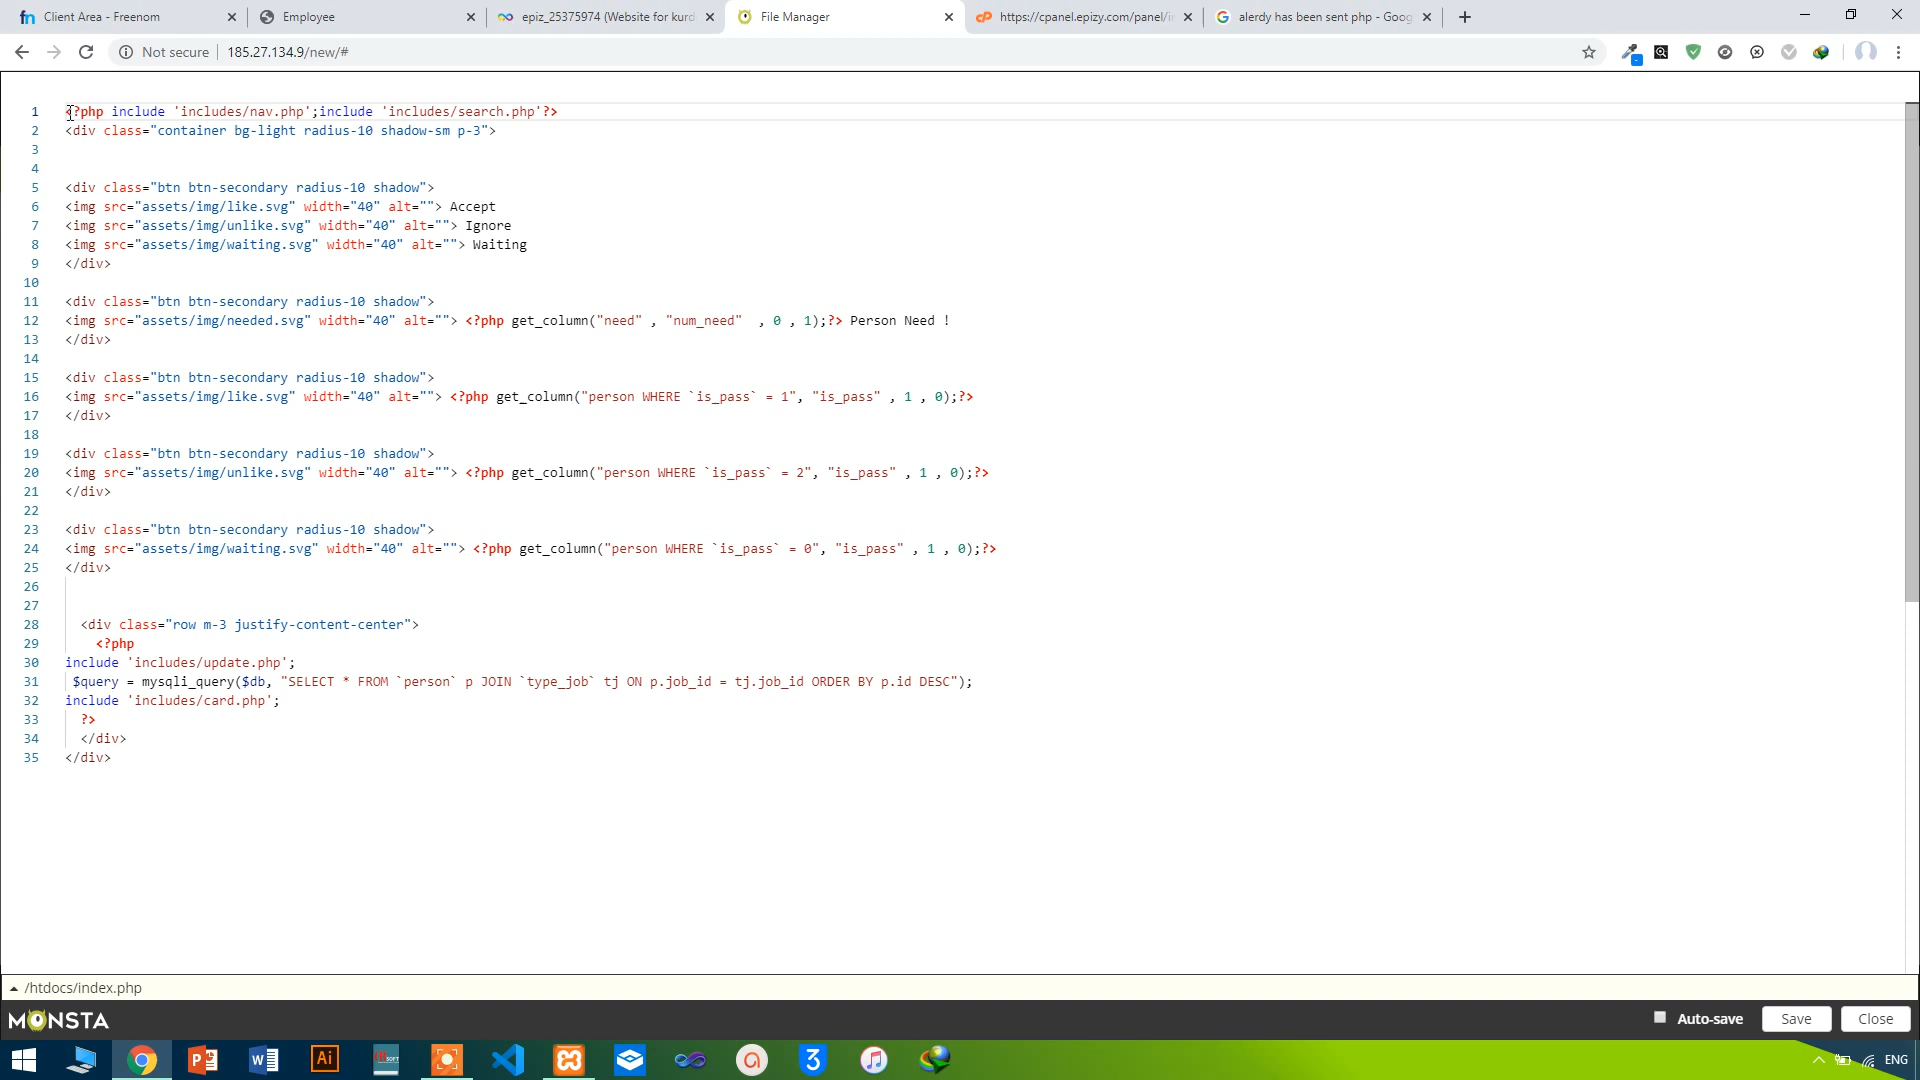 Client Area - Freenom
Employee
epiz_25375974 (Website for kurd
File Manager
https://cpanel.epizy.com/panel/i
alerdy has been sent php - Goog
Not secure
185.27.134.9/new/#
1 <?php include 'includes/nav.php';include 'includes/search.php'?>
2 <div class="container bg-light radius-10 shadow-sm p-3">
3
4
5 <div class="btn btn-secondary radius-10 shadow">
6 <img src="assets/img/like.svg" width="40" alt=""> Accept
7 <img src="assets/img/unlike.svg" width="40" alt=""> Ignore
8 <img src="assets/img/waiting.svg" width="40" alt=""> Waiting
9 </div>
10
11 <div class="btn btn-secondary radius-10 shadow">
12 <img src="assets/img/needed.svg" width="40" alt=""> <?php get_column("need" , "num_need"  , 0 , 1);?> Person Need !
13 </div>
14
15 <div class="btn btn-secondary radius-10 shadow">
16 <img src="assets/img/like.svg" width="40" alt=""> <?php get_column("person WHERE `is_pass` = 1", "is_pass" , 1 , 0);?>
17 </div>
18
19 <div class="btn btn-secondary radius-10 shadow">
20 <img src="assets/img/unlike.svg" width="40" alt=""> <?php get_column("person WHERE `is_pass` = 2", "is_pass" , 1 , 0);?>
21 </div>
22
23 <div class="btn btn-secondary radius-10 shadow">
24 <img src="assets/img/waiting.svg" width="40" alt=""> <?php get_column("person WHERE `is_pass` = 0", "is_pass" , 1 , 0);?>
25 </div>
26
27
28 <div class="row m-3 justify-content-center">
29 <?php
30 include 'includes/update.php';
31 $query = mysqli_query($db, "SELECT * FROM `person` p JOIN `type_job` tj ON p.job_id = tj.job_id ORDER BY p.id DESC");
32 include 'includes/card.php';
33 ?>
34 </div>
35 </div>
/htdocs/index.php
MONSTA
Auto-save
Save
Close
ENG